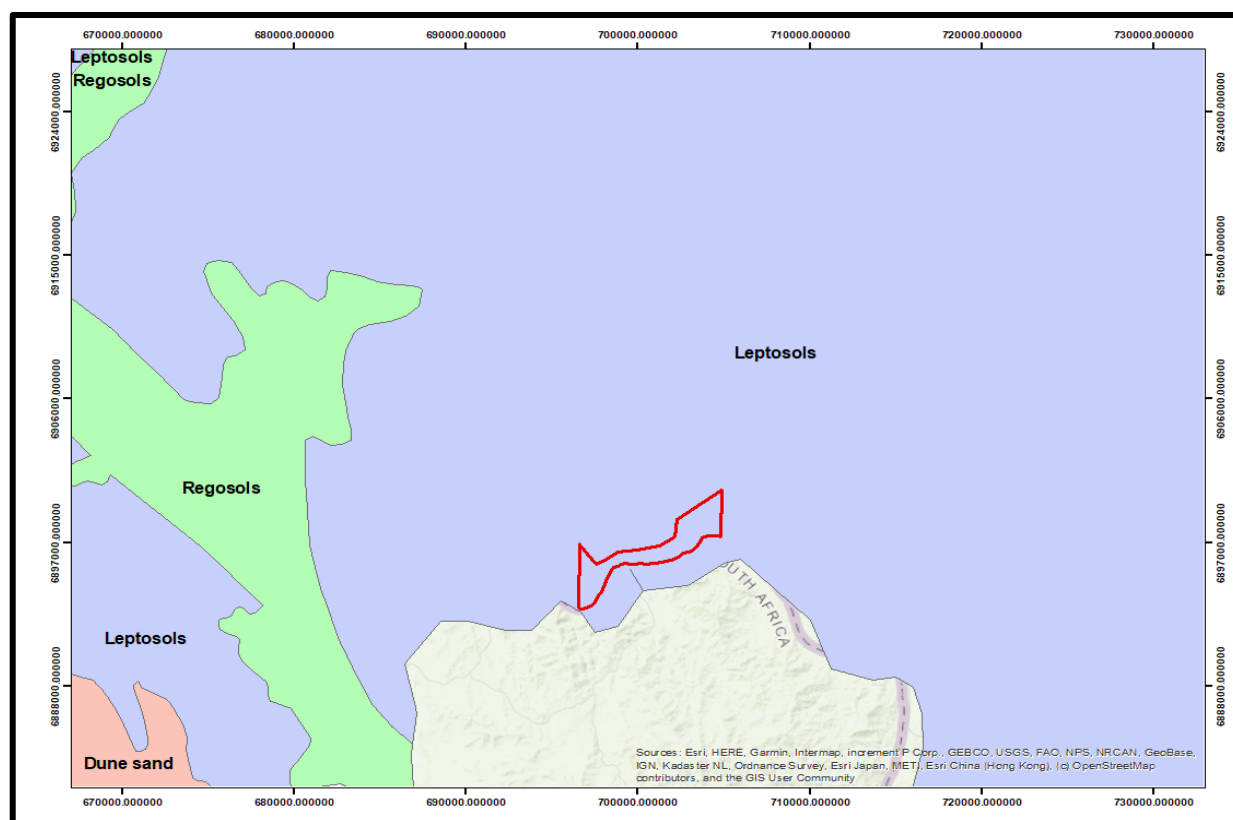 670000.000000 680000.000000 690000.000000 700000.000000 710000.000000 720000.000000 730000.000000
Leptosols
Regosols
6924000.000000 6924000.000000
6915000.000000 6915000.000000
Leptosols
6906000.000000 6906000.000000
Regosols
6897000.000000 6897000.000000
OUTH AFRICA
Leptosols
6888000.000000 6888000.000000
Dune sand
Sources: Esri, HERE, Garmin, Intermap, increment P Corp., GEBCO, USGS, FAO, NPS, NRCAN, GeoBase,
IGN, Kadaster NL, Ordnance Survey, Esri Japan, METI, Esri China (Hong Kong), (c) OpenStreetMap
contributors, and the GIS User Community
670000.000000 680000.000000 690000.000000 700000.000000 710000.000000 720000.000000 730000.000000